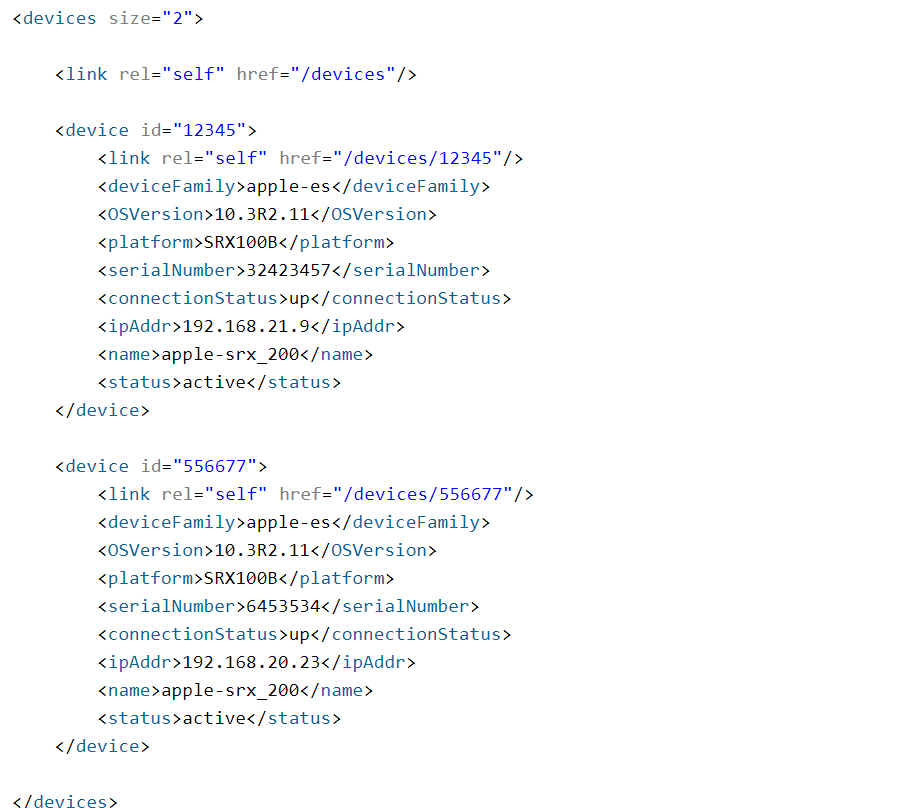 <devices size="2">
<link rel="self" href="/devices"/>
<device id="12345">
<link rel="self" href="/devices/12345"/>
<deviceFamily>apple-es</deviceFamily>
<OSVersion>10.3R2.11</OSVersion>
<platform>SRX100B</platform>
<serialNumber>32423457</serialNumber>
<connectionStatus>up</connectionStatus>
<ipAddr>192.168.21.9</ipAddr>
<name>apple-srx_200</name>
<status>active</status>
</device>
<device id="556677">
<link rel="self" href="/devices/556677"/>
<deviceFamily>apple-es</deviceFamily>
<OSVersion>10.3R2.11</OSVersion>
<platform>SRX100B</platform>
<serialNumber>6453534</serialNumber>
<connectionStatus>up</connectionStatus>
<ipAddr>192.168.20.23</ipAddr>
<name>apple-srx_200</name>
<status>active</status>
</device>
</devices>